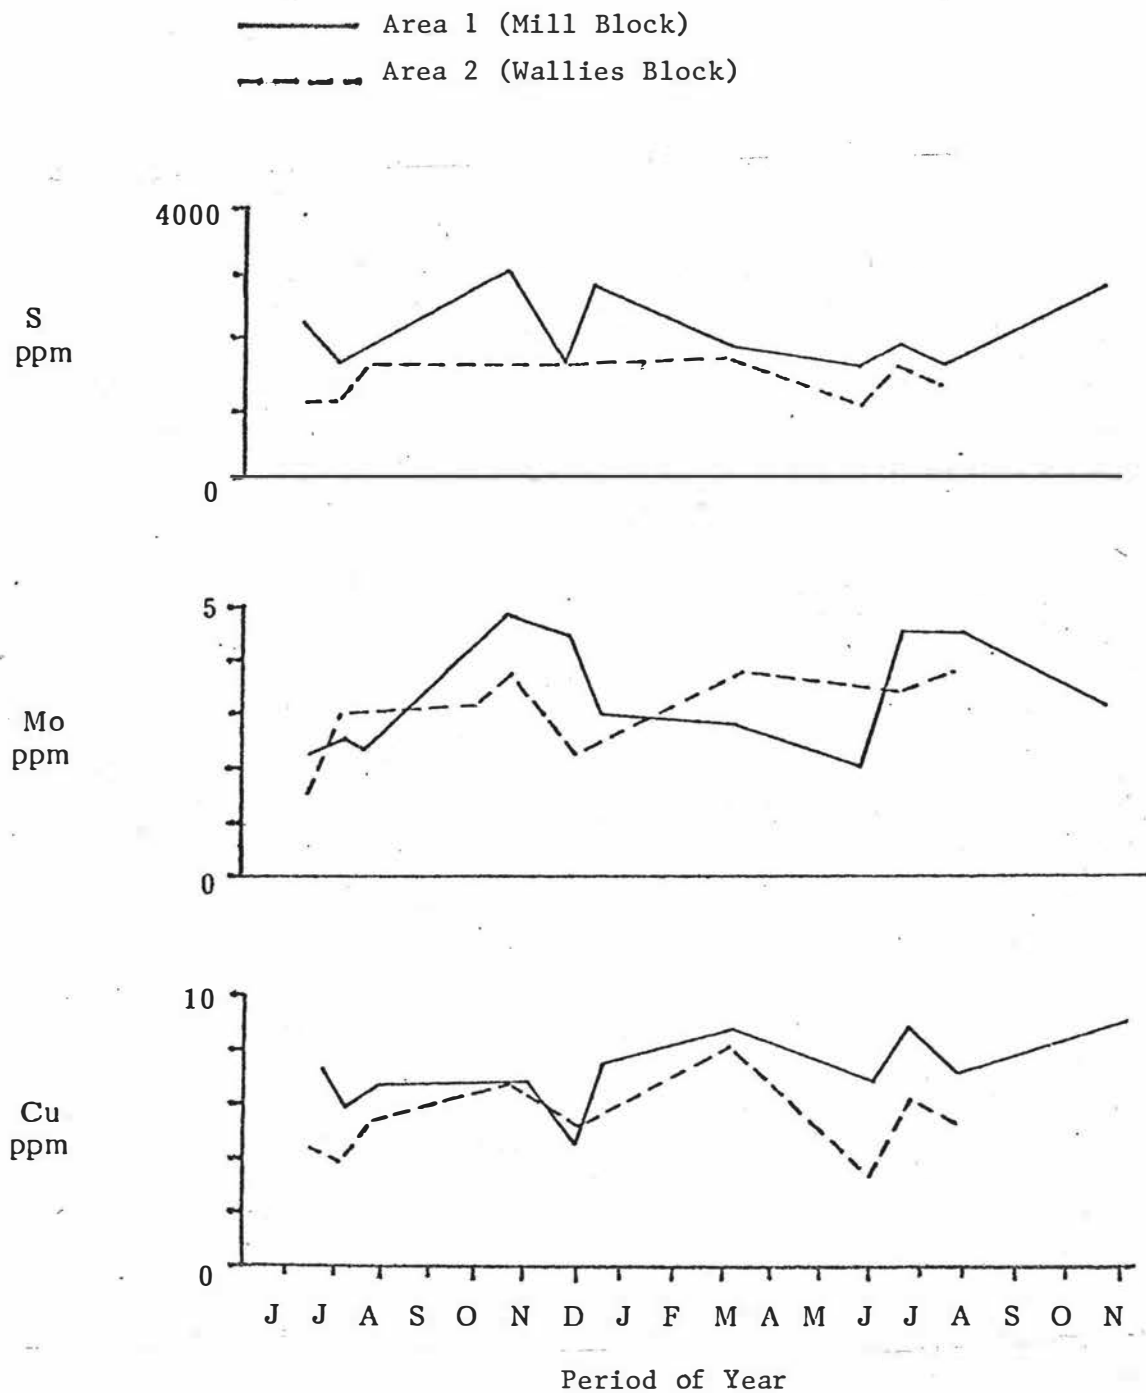 Area 1 (Mill Block)
Area 2 (Wallies Block)
4000
S
ppm
0
5
Mo
ppm
0
10
Cu
ppm
0
J J A S O N D J F M A M J J A S O N
Period of Year